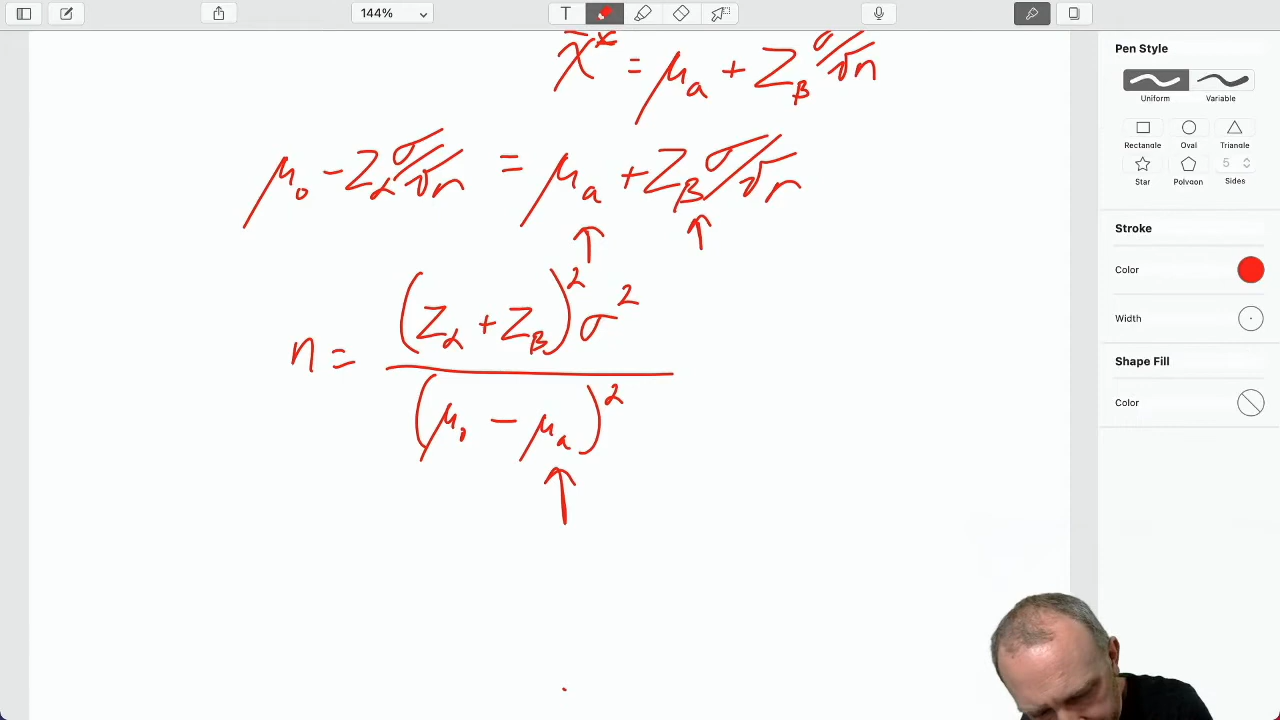 144%
T
x̄* = μa + Zβ σ/√n
μ0 - Zα σ/√n = μa + Zβ σ/√n
n = (Zα + Zβ)² σ² / (μ0 - μa)²
Pen Style
Uniform Variable
Rectangle Oval Triangle
5
Star Polygon Sides
Stroke
Color
Width
Shape Fill
Color